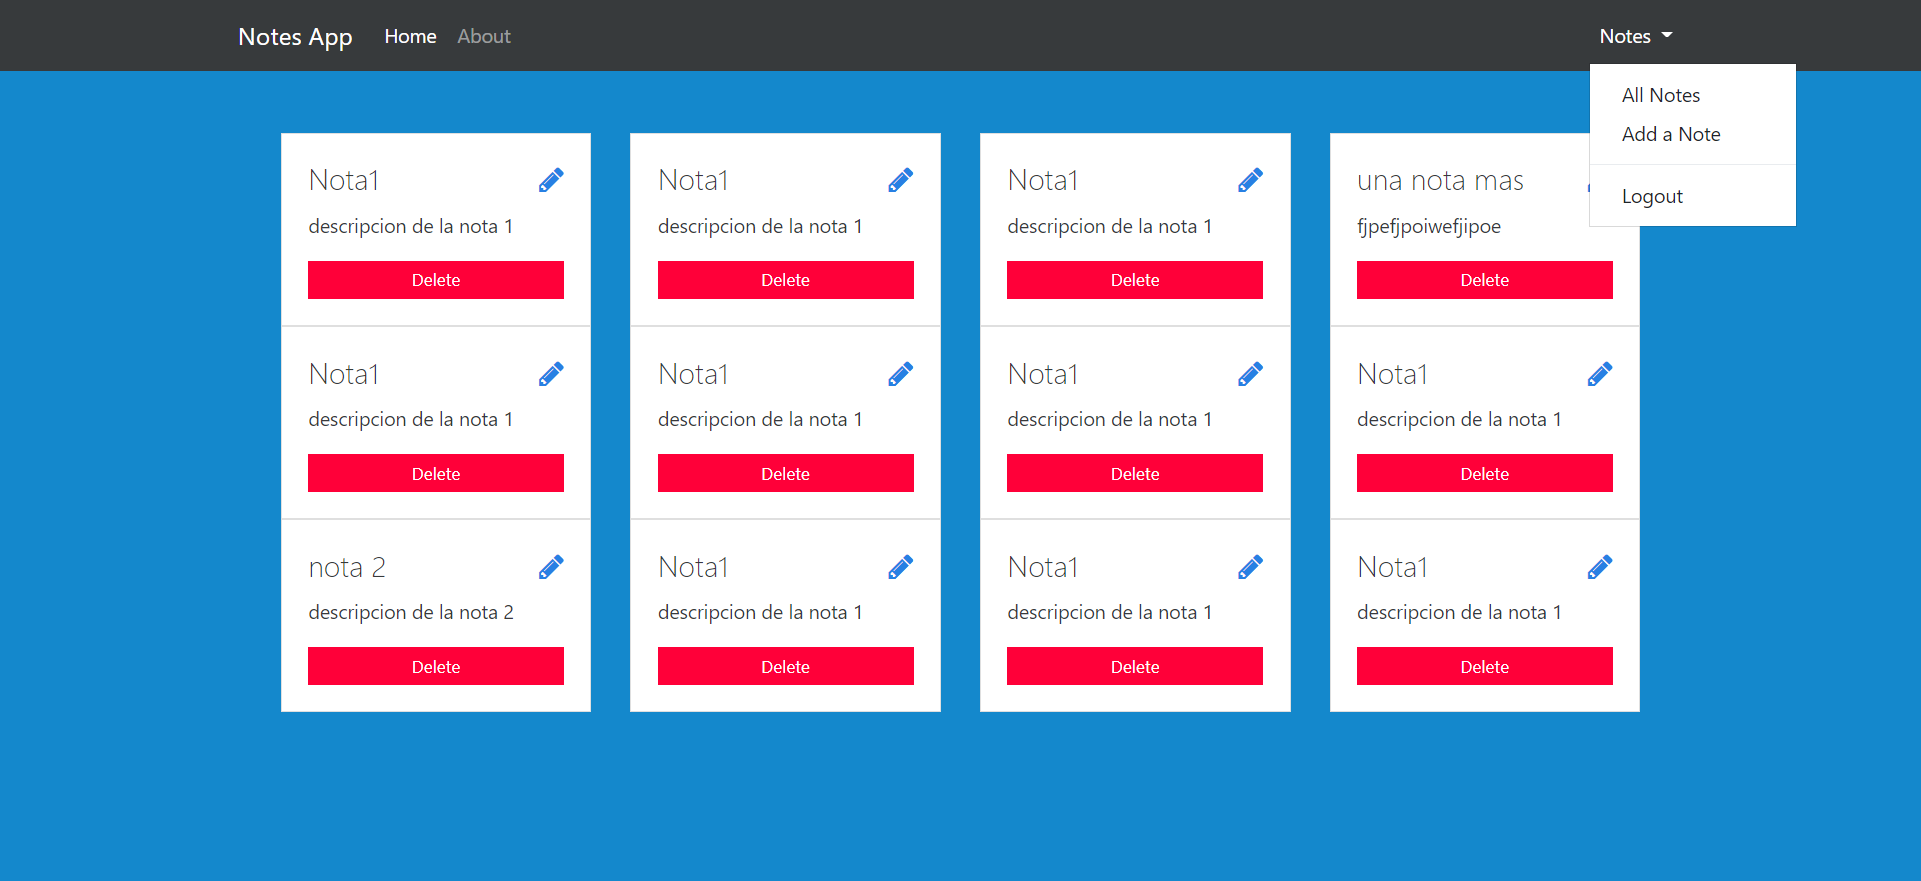 Notes App Home About Notes
All Notes
Add a Note
Logout
Nota1 Nota1 Nota1 una nota mas
descripcion de la nota 1 descripcion de la nota 1 descripcion de la nota 1 fjpefjpoiwefjipoe
Delete Delete Delete Delete
Nota1 Nota1 Nota1 Nota1
descripcion de la nota 1 descripcion de la nota 1 descripcion de la nota 1 descripcion de la nota 1
Delete Delete Delete Delete
nota 2 Nota1 Nota1 Nota1
descripcion de la nota 2 descripcion de la nota 1 descripcion de la nota 1 descripcion de la nota 1
Delete Delete Delete Delete